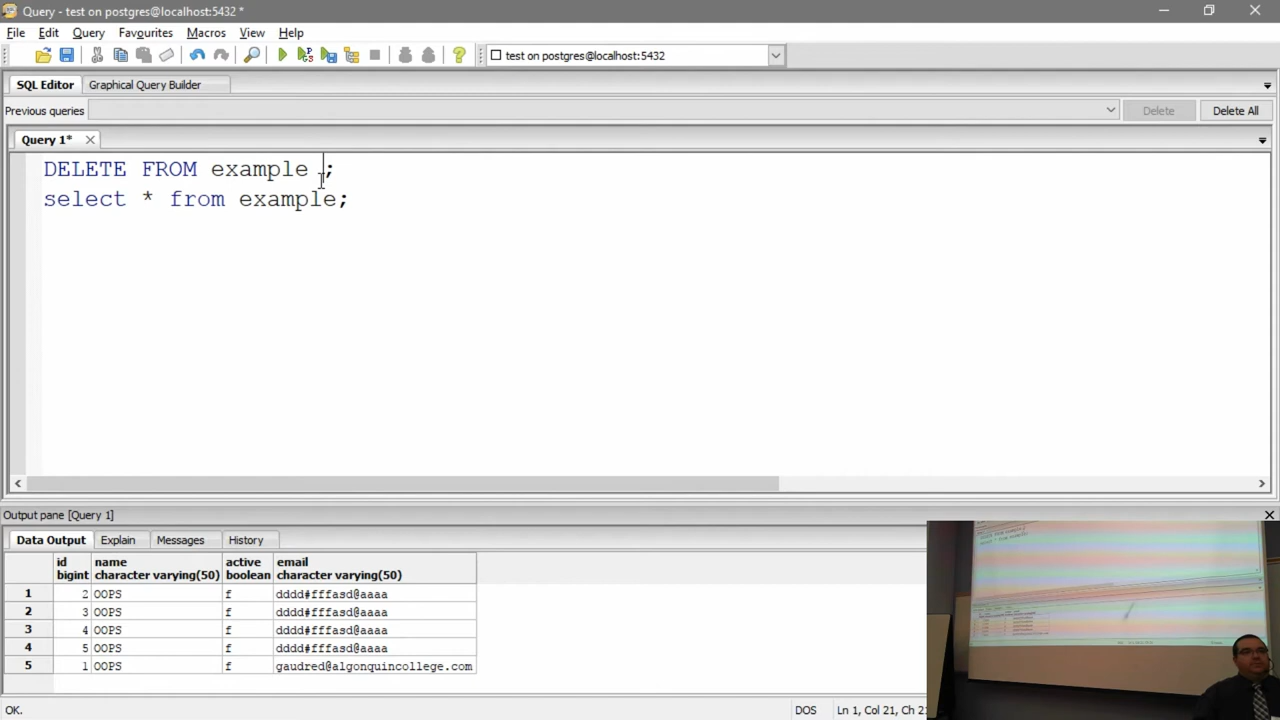 Query - test on postgres@localhost:5432 *
File Edit Query Favourites Macros View Help
test on postgres@localhost:5432
SQL Editor Graphical Query Builder
Previous queries Delete Delete All
Query 1*
DELETE FROM example ;
select * from example;
Output pane [Query 1]
Data Output Explain Messages History
id name active email
bigint character varying(50) boolean character varying(50)
1 2 OOPS f dddd#fffasd@aaaa
2 3 OOPS f dddd#fffasd@aaaa
3 4 OOPS f dddd#fffasd@aaaa
4 5 OOPS f dddd#fffasd@aaaa
5 1 OOPS f gaudred@algonquincollege.com
OK. DOS Ln 1, Col 21, Ch 21